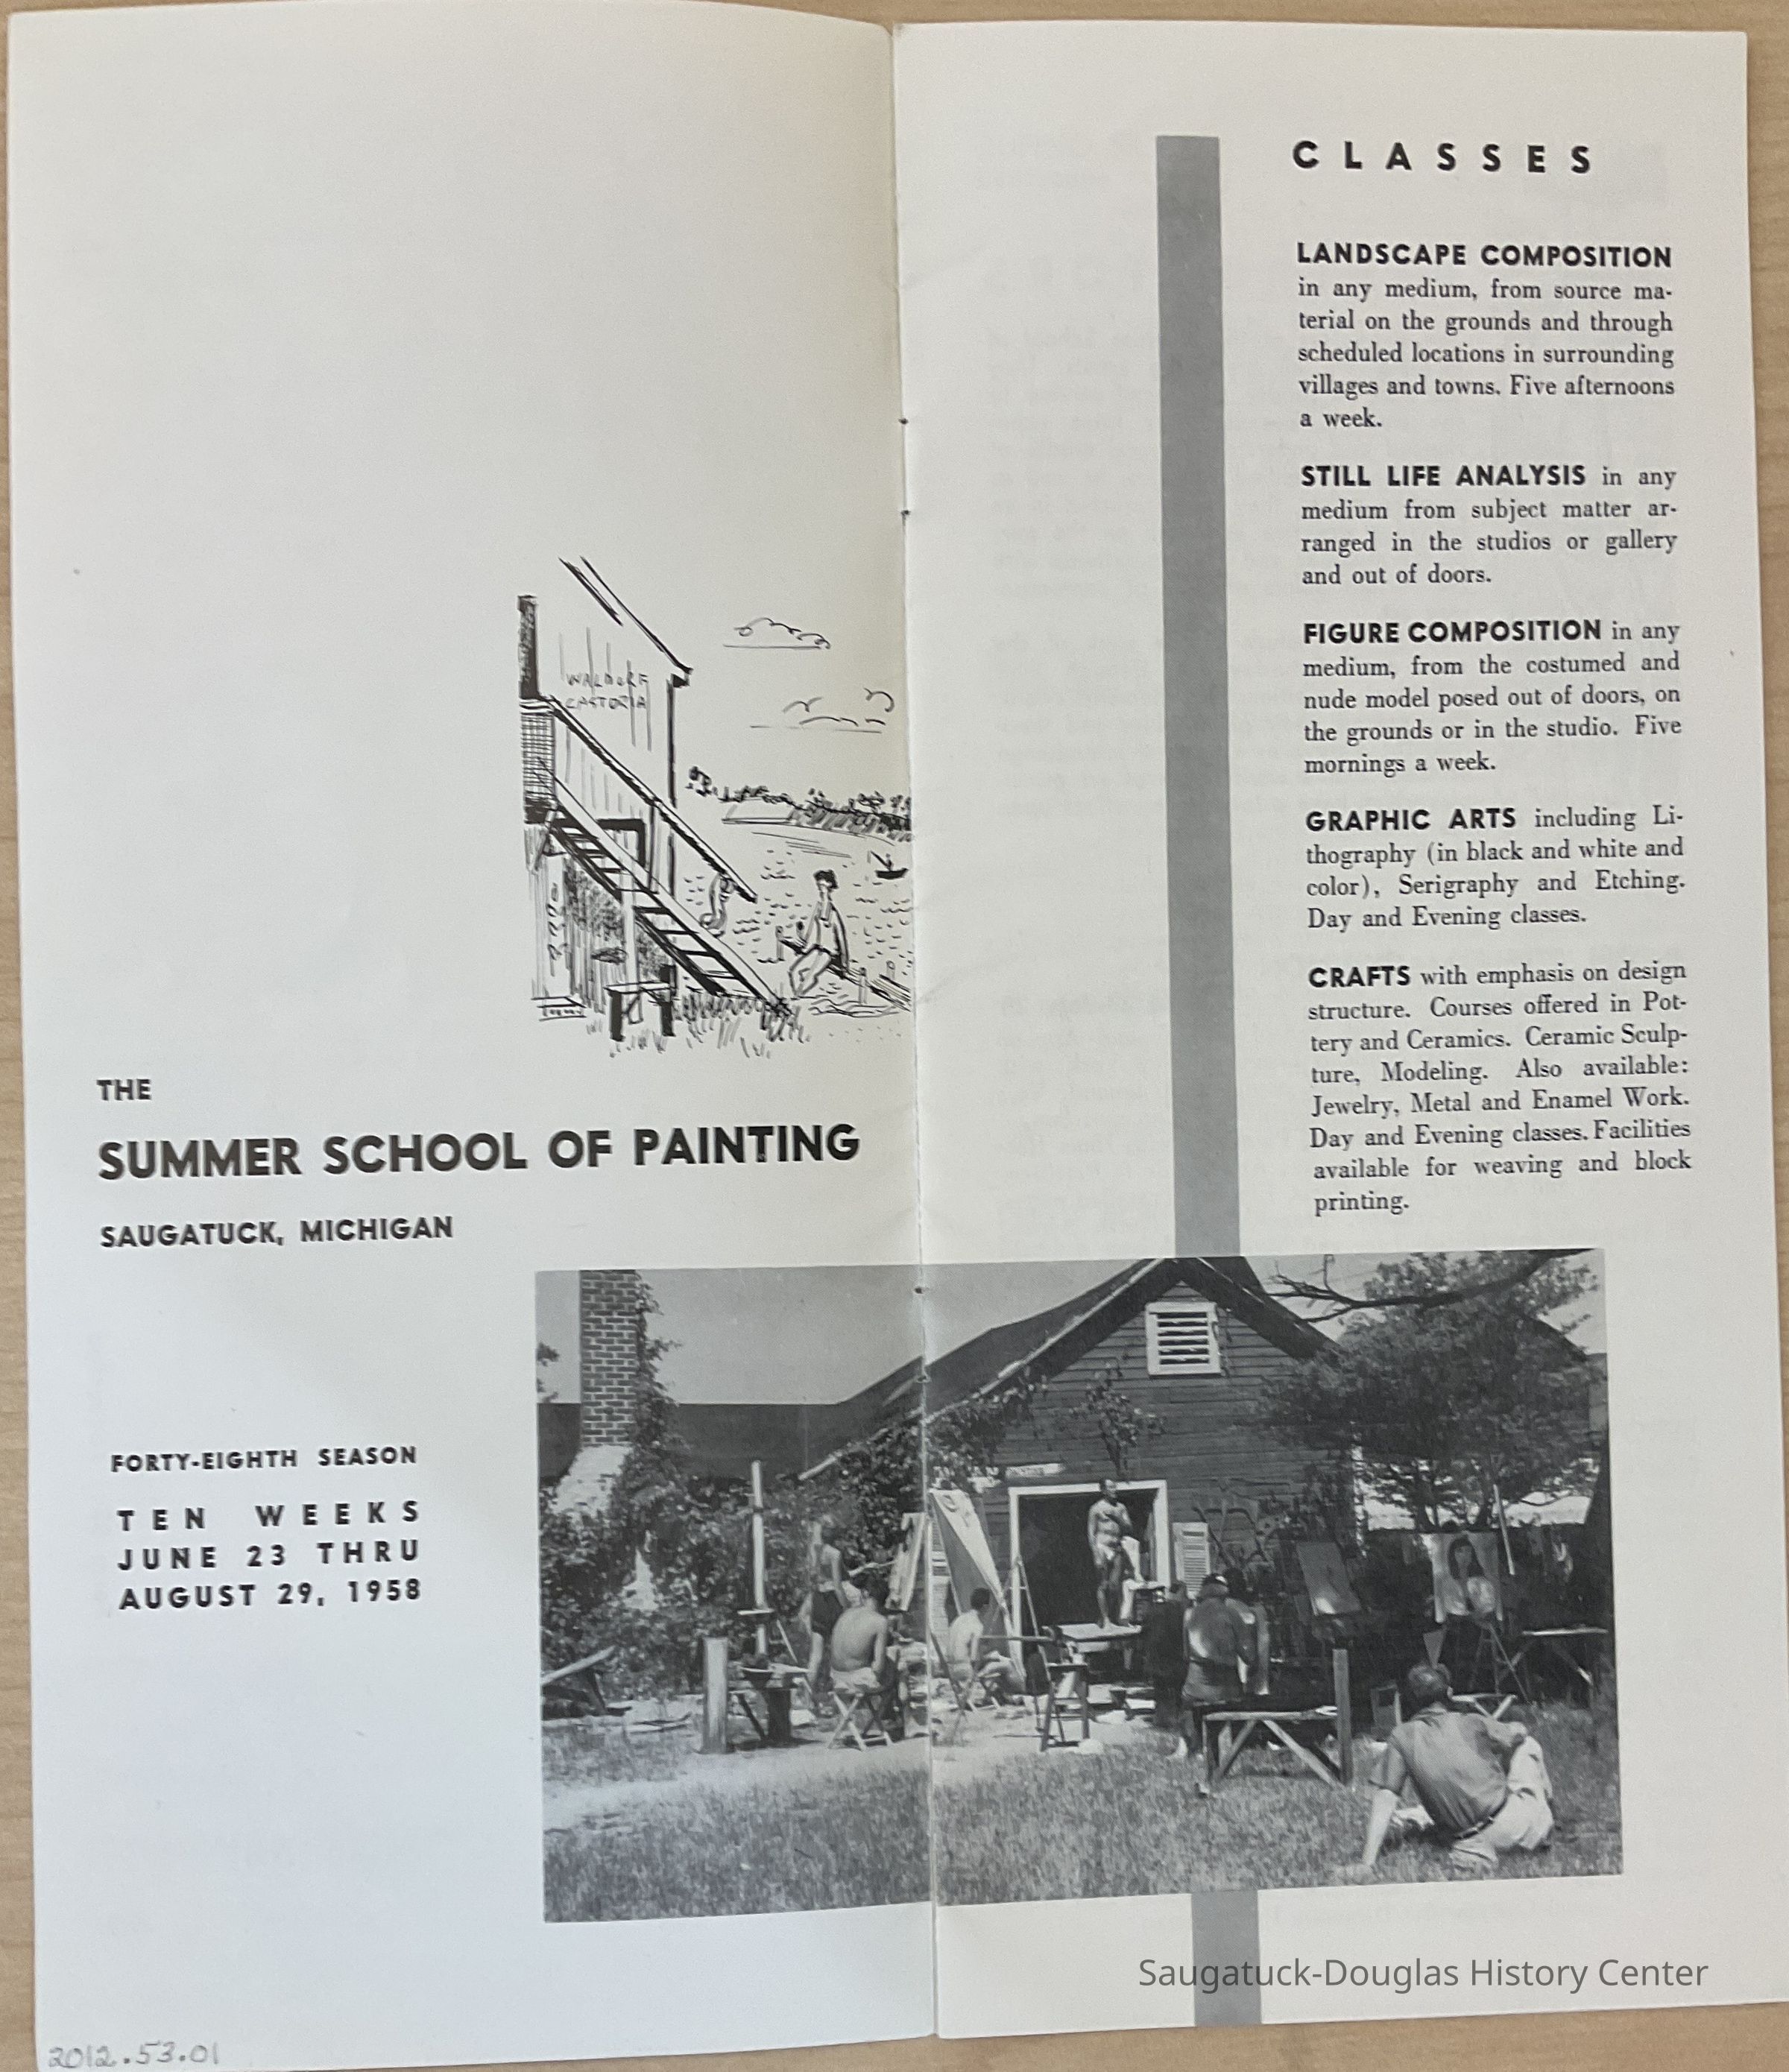 WALDORF
CASTORIA
THE
SUMMER SCHOOL OF PAINTING
SAUGATUCK, MICHIGAN
FORTY-EIGHTH SEASON
TEN WEEKS
JUNE 23 THRU
AUGUST 29, 1958
2012.53.01
CLASSES
LANDSCAPE COMPOSITION
in any medium, from source ma-
terial on the grounds and through
scheduled locations in surrounding
villages and towns. Five afternoons
a week.
STILL LIFE ANALYSIS in any
medium from subject matter ar-
ranged in the studios or gallery
and out of doors.
FIGURE COMPOSITION in any
medium, from the costumed and
nude model posed out of doors, on
the grounds or in the studio. Five
mornings a week.
GRAPHIC ARTS including Li-
thography (in black and white and
color), Serigraphy and Etching.
Day and Evening classes.
CRAFTS with emphasis on design
structure. Courses offered in Pot-
tery and Ceramics. Ceramic Sculp-
ture, Modeling. Also available:
Jewelry, Metal and Enamel Work.
Day and Evening classes. Facilities
available for weaving and block
printing.
Saugatuck-Douglas History Center